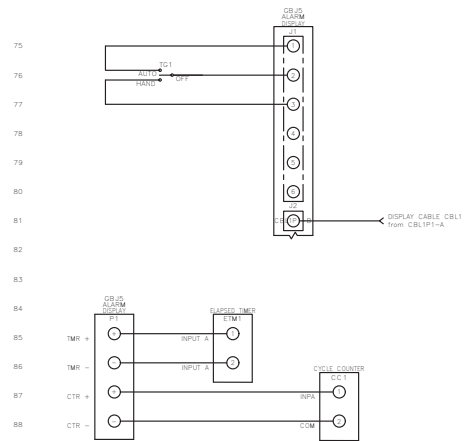 GBJ5
ALARM
DISPLAY
J1
75
1
TC1
76
AUTO
OFF
2
HAND
77
3
78
4
79
5
80
6
J2
81
DISPLAY CABLE CBL1
from CBL1P1-A
82
83
GBJ5
ALARM
DISPLAY
P1
84
ELAPSED TIMER
ETM1
85
TMR +
+
INPUT A
1
86
TMR -
-
INPUT A
2
CYCLE COUNTER
CC1
87
CTR +
+
INPA
1
88
CTR -
-
COM
2